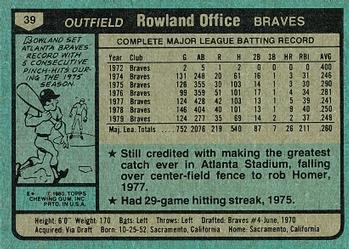 39
OUTFIELD Rowland Office BRAVES
ROWLAND SET
ATLANTA BRAVES
RECORD WITH
5 CONSECUTIVE
PINCH-HITS DUR-
ING THE 1975
SEASON.
E★ © 1980 TOPPS
CHEWING GUM, INC.
PRTD. IN U.S.A.
COMPLETE MAJOR LEAGUE BATTING RECORD
Year Club G AB R H 2B 3B HR RBI AVG
1972 Braves 2 5 1 2 0 0 0 0 .400
1974 Braves 131 248 20 61 16 1 3 31 .246
1975 Braves 126 355 30 103 14 1 3 30 .290
1976 Braves 99 359 51 101 17 1 4 34 .281
1977 Braves 124 428 42 103 13 1 5 39 .241
1978 Braves 146 404 40 101 13 1 9 40 .250
1979 Braves 124 277 35 69 14 2 2 37 .249
Maj. Lea. Totals 752 2076 219 540 87 7 26 211 .260
★ Still credited with making the greatest
catch ever in Atlanta Stadium, falling
over center-field fence to rob Homer,
1977.
★ Had 29-game hitting streak, 1975.
Height: 6'0" Weight: 170 Bats: Left Throws: Left Drafted: Braves #4-June, 1970
Acquired: Via Draft Born: 10-25-52 Sacramento, California Home: Sacramento, California